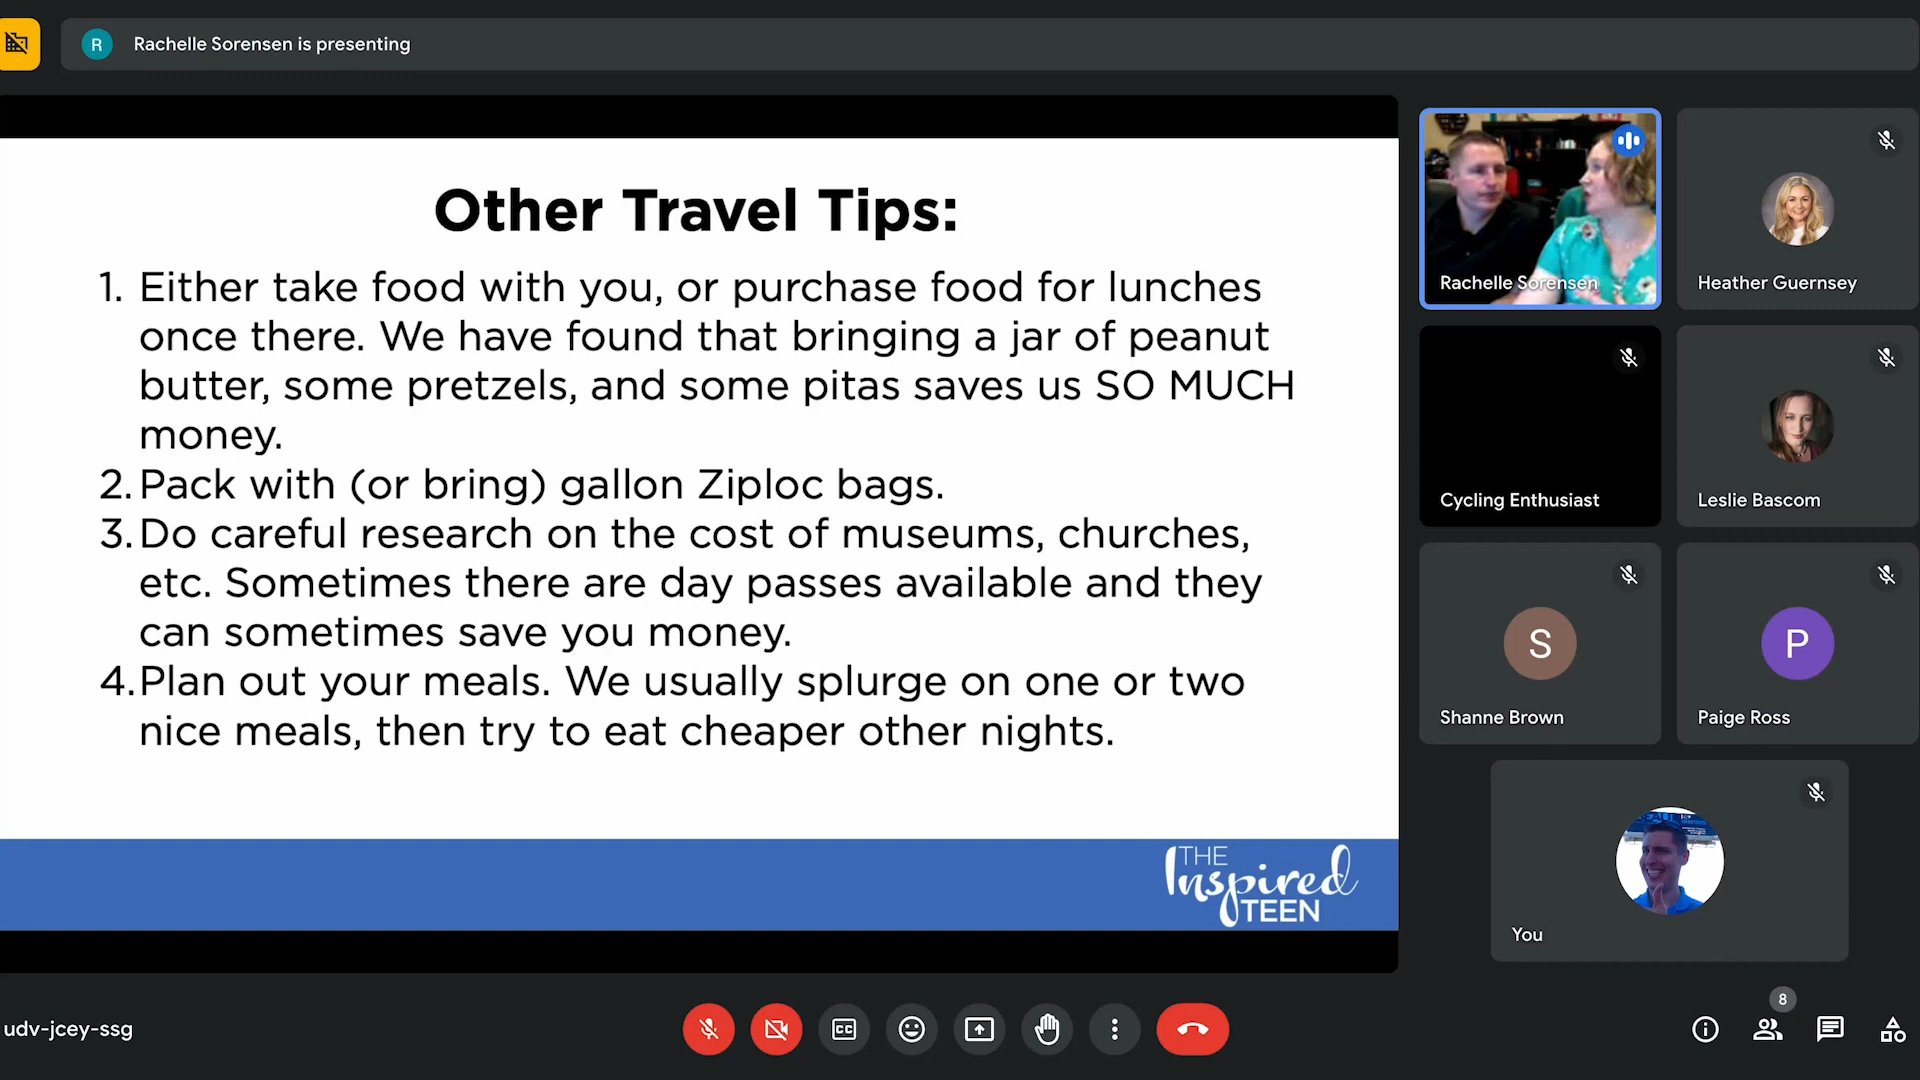 R Rachelle Sorensen is presenting
Other Travel Tips:
1. Either take food with you, or purchase food for lunches
once there. We have found that bringing a jar of peanut
butter, some pretzels, and some pitas saves us SO MUCH
money.
2. Pack with (or bring) gallon Ziploc bags.
3. Do careful research on the cost of museums, churches,
etc. Sometimes there are day passes available and they
can sometimes save you money.
4. Plan out your meals. We usually splurge on one or two
nice meals, then try to eat cheaper other nights.
THE
Inspired
TEEN
Rachelle Sorensen
Heather Guernsey
Cycling Enthusiast
Leslie Bascom
S
Shanne Brown
P
Paige Ross
You
udv-jcey-ssg
CC
8